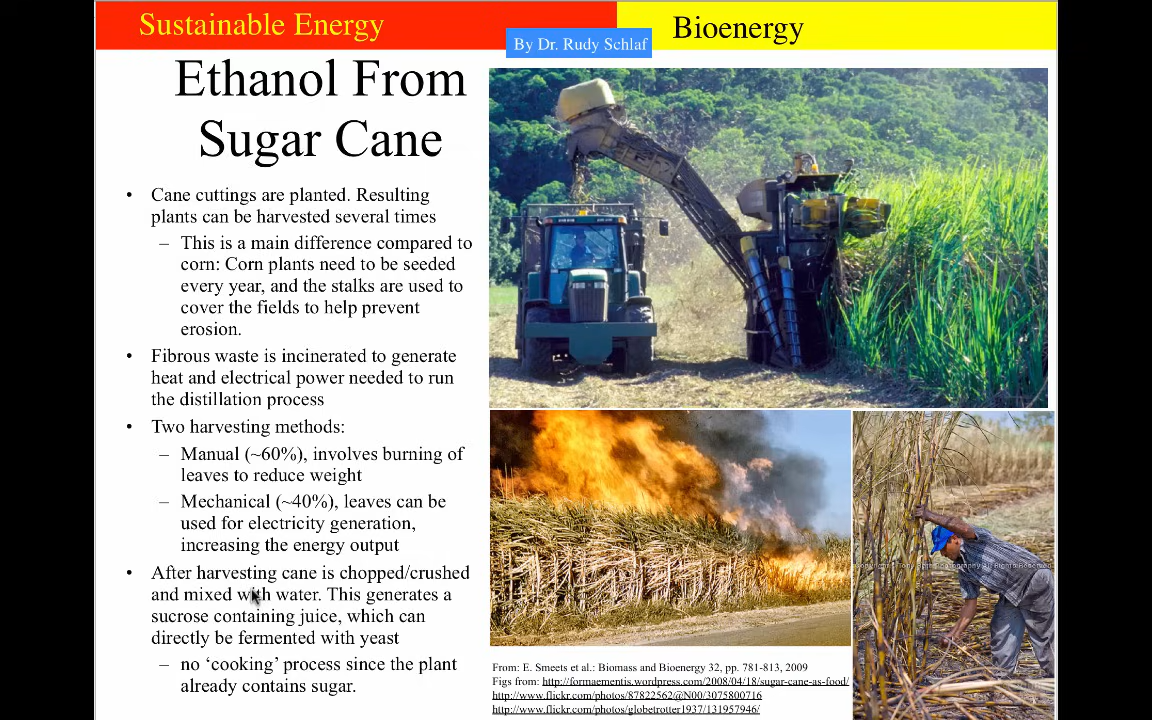 Sustainable Energy
Bioenergy
By Dr. Rudy Schlaf
Ethanol From
Sugar Cane
• Cane cuttings are planted. Resulting
plants can be harvested several times
– This is a main difference compared to
corn: Corn plants need to be seeded
every year, and the stalks are used to
cover the fields to help prevent
erosion.
• Fibrous waste is incinerated to generate
heat and electrical power needed to run
the distillation process
• Two harvesting methods:
– Manual (~60%), involves burning of
leaves to reduce weight
– Mechanical (~40%), leaves can be
used for electricity generation,
increasing the energy output
• After harvesting cane is chopped/crushed
and mixed with water. This generates a
sucrose containing juice, which can
directly be fermented with yeast
– no ‘cooking’ process since the plant
already contains sugar.
From: E. Smeets et al.: Biomass and Bioenergy 32, pp. 781-813, 2009
Figs from: http://formaementis.wordpress.com/2008/04/18/sugar-cane-as-food/
http://www.flickr.com/photos/87822562@N00/3075800716
http://www.flickr.com/photos/globetrotter1937/131957946/